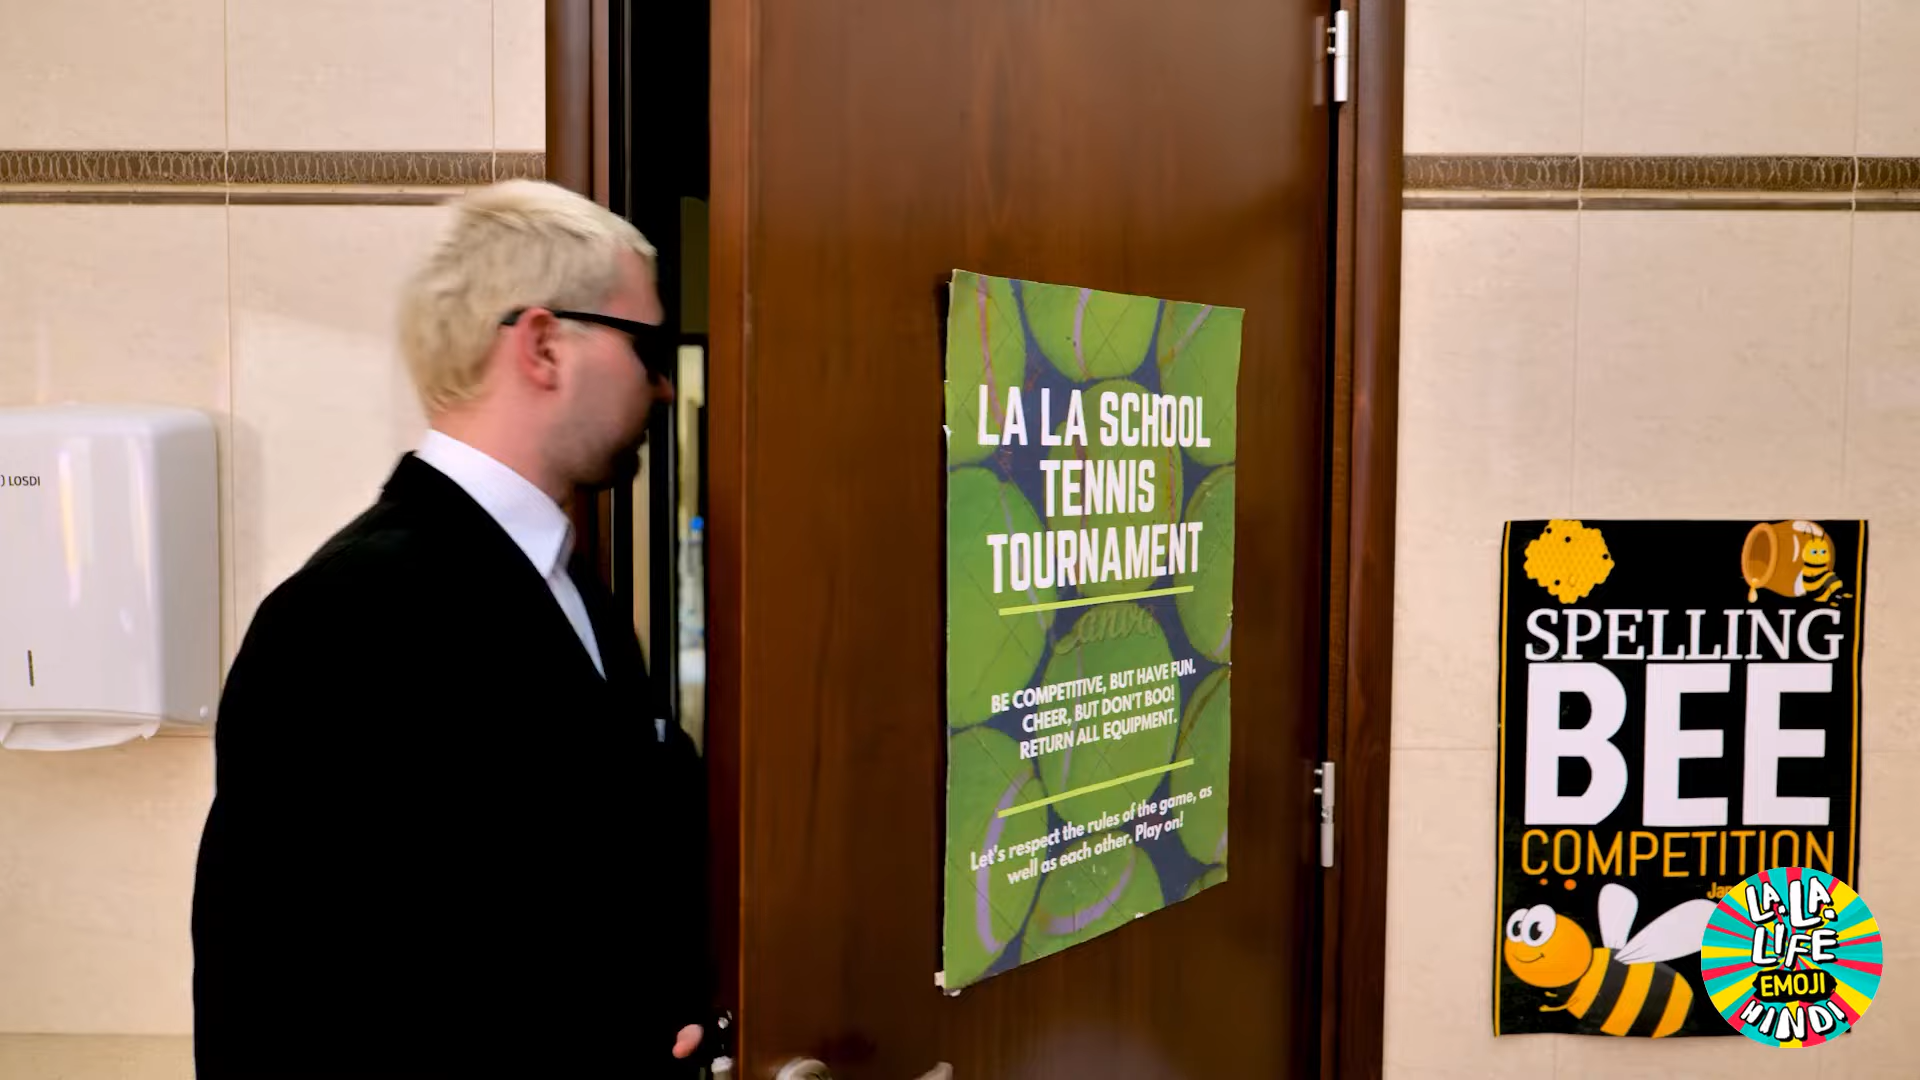 ) LOSDI
LA LA SCHOOL
TENNIS
TOURNAMENT
Canva
BE COMPETITIVE, BUT HAVE FUN.
CHEER, BUT DON'T BOO!
RETURN ALL EQUIPMENT.
Let's respect the rules of the game, as
well as each other. Play on!
SPELLING
BEE
COMPETITION
LA.LA.
LIFE
EMOJI
HINDI